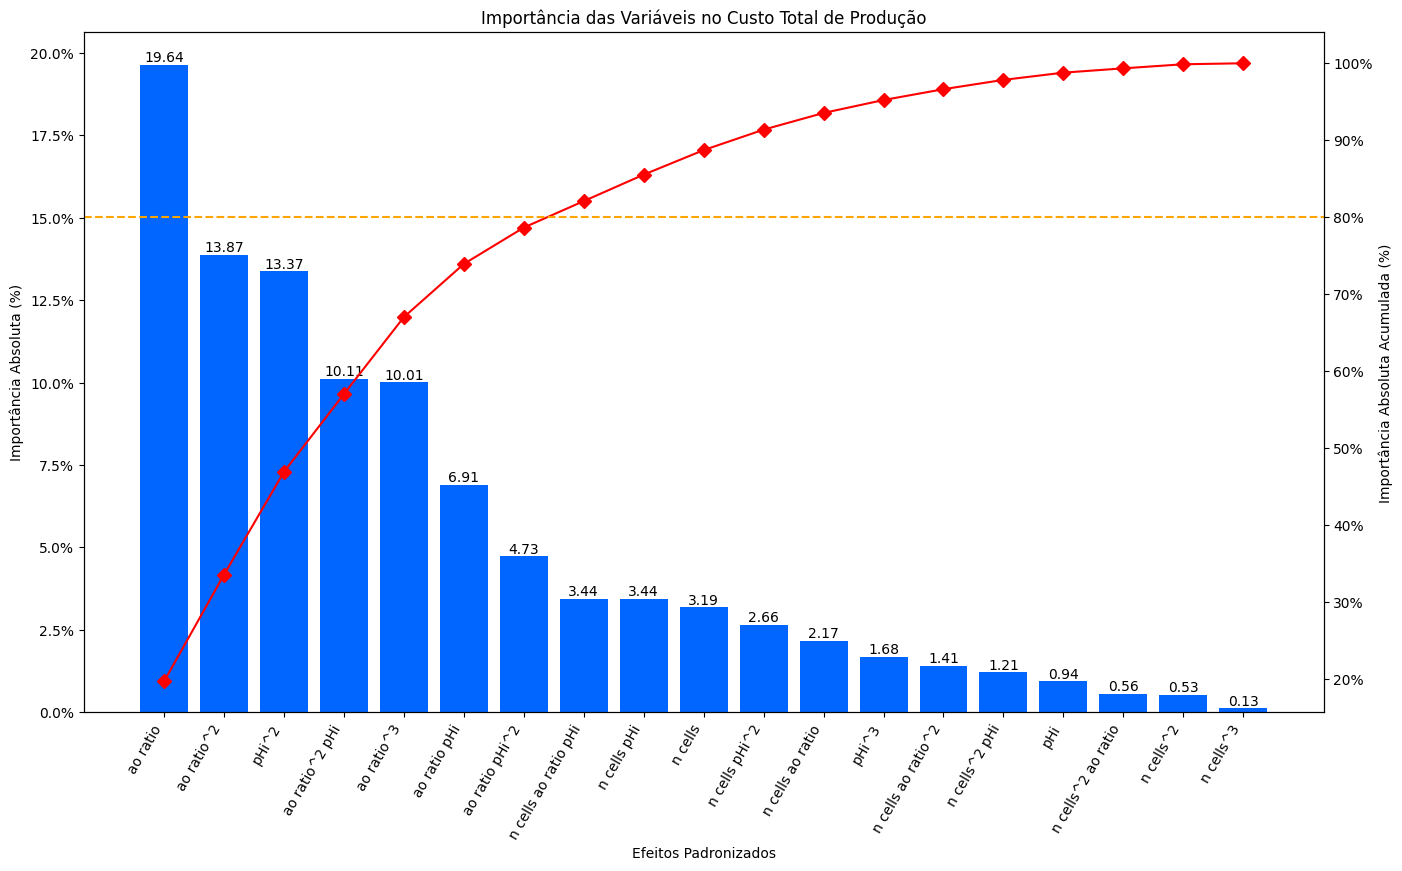 Importância das Variáveis no Custo Total de Produção
Importância Absoluta (%)
20.0%
17.5%
15.0%
12.5%
10.0%
7.5%
5.0%
2.5%
0.0%
19.64
13.87
13.37
10.11
10.01
6.91
4.73
3.44
3.44
3.19
2.66
2.17
1.68
1.41
1.21
0.94
0.56
0.53
0.13
100%
90%
80%
70%
60%
50%
40%
30%
20%
Importância Absoluta Acumulada (%)
ao ratio
ao ratio^2
pHi^2
ao ratio^2 pHi
ao ratio^3
ao ratio pHi
ao ratio pHi^2
n cells ao ratio pHi
n cells pHi
n cells
n cells pHi^2
n cells ao ratio
pHi^3
n cells ao ratio^2
n cells^2 pHi
pHi
n cells^2 ao ratio
n cells^2
n cells^3
Efeitos Padronizados